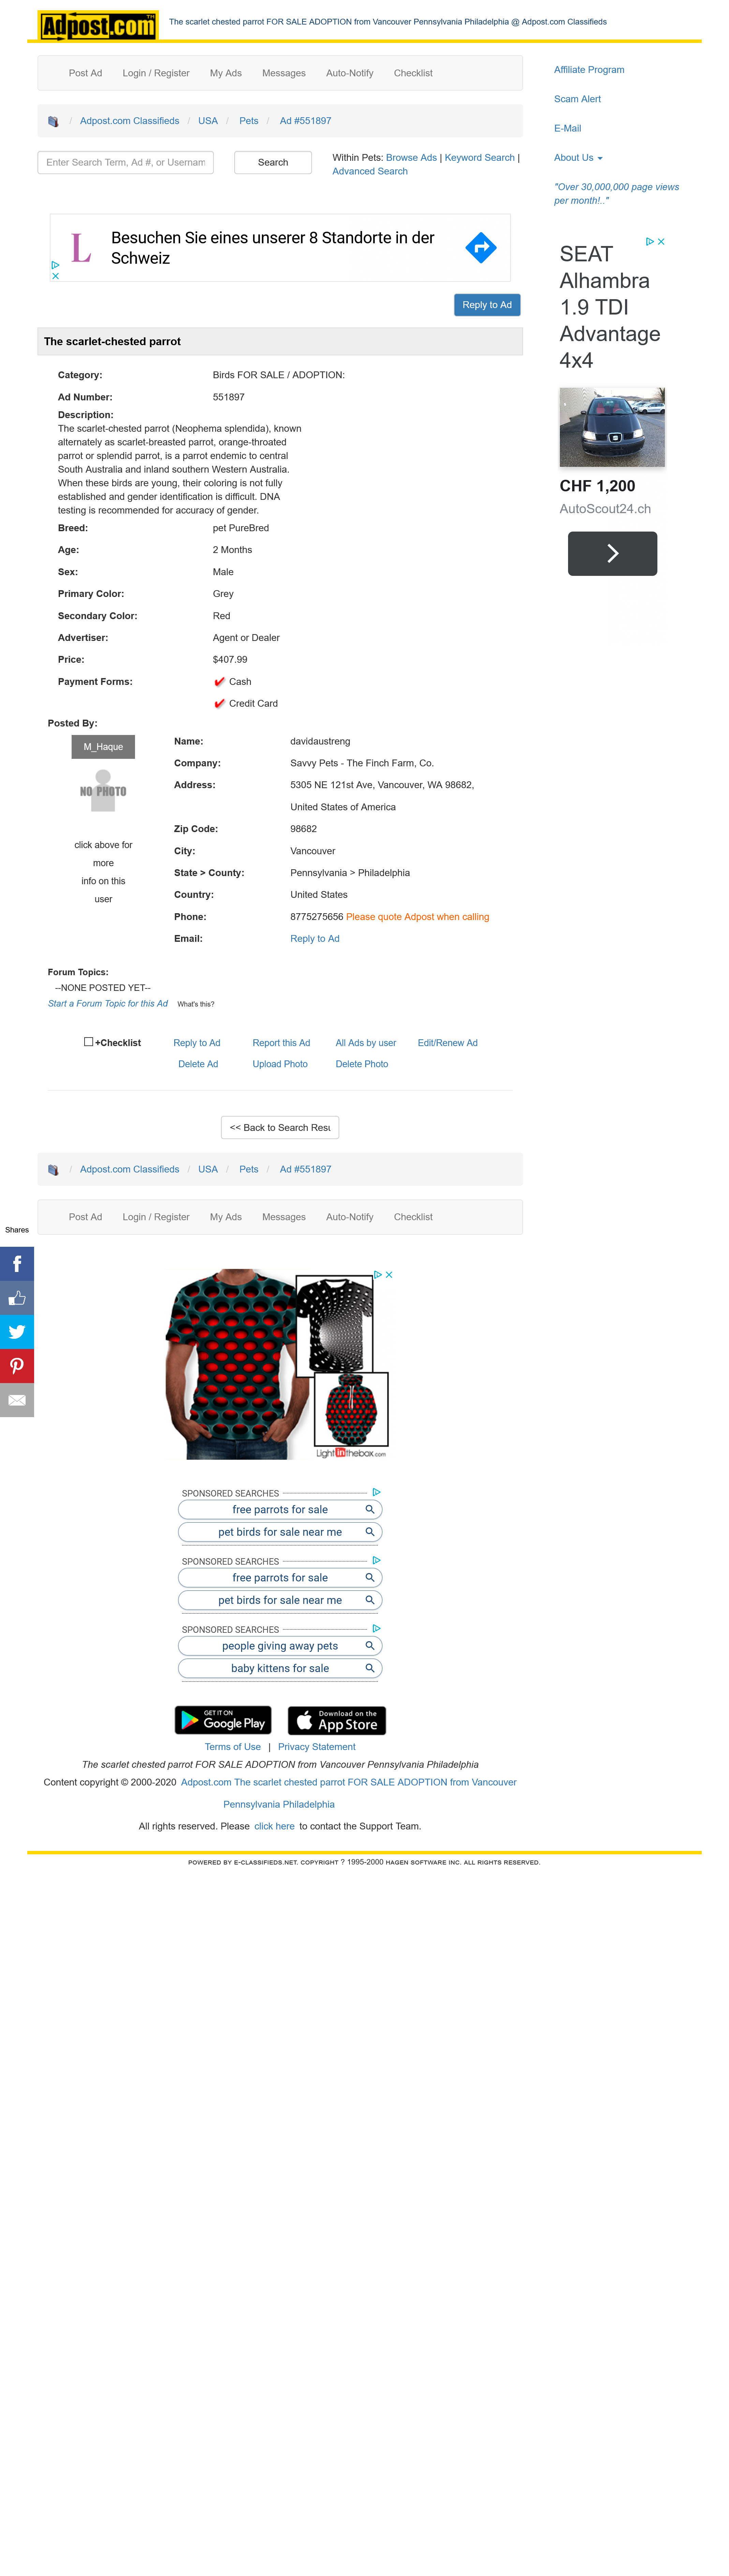 Adpost.com™
The scarlet chested parrot FOR SALE ADOPTION from Vancouver Pennsylvania Philadelphia @ Adpost.com Classifieds
Post Ad Login / Register My Ads Messages Auto-Notify Checklist
/ Adpost.com Classifieds / USA / Pets / Ad #551897
Enter Search Term, Ad #, or Usernam
Search
Within Pets: Browse Ads | Keyword Search |
Advanced Search
Affiliate Program
Scam Alert
E-Mail
About Us
"Over 30,000,000 page views
per month!.."
L
Besuchen Sie eines unserer 8 Standorte in der
Schweiz
SEAT
Alhambra
1.9 TDI
Advantage
4x4
CHF 1,200
AutoScout24.ch
Reply to Ad
The scarlet-chested parrot
Category: Birds FOR SALE / ADOPTION:
Ad Number: 551897
Description:
The scarlet-chested parrot (Neophema splendida), known
alternately as scarlet-breasted parrot, orange-throated
parrot or splendid parrot, is a parrot endemic to central
South Australia and inland southern Western Australia.
When these birds are young, their coloring is not fully
established and gender identification is difficult. DNA
testing is recommended for accuracy of gender.
Breed: pet PureBred
Age: 2 Months
Sex: Male
Primary Color: Grey
Secondary Color: Red
Advertiser: Agent or Dealer
Price: $407.99
Payment Forms: Cash
Credit Card
Posted By:
M_Haque
NO PHOTO
click above for
more
info on this
user
Name: davidaustreng
Company: Savvy Pets - The Finch Farm, Co.
Address: 5305 NE 121st Ave, Vancouver, WA 98682,
United States of America
Zip Code: 98682
City: Vancouver
State > County: Pennsylvania > Philadelphia
Country: United States
Phone: 8775275656 Please quote Adpost when calling
Email: Reply to Ad
Forum Topics:
--NONE POSTED YET--
Start a Forum Topic for this Ad What's this?
+Checklist Reply to Ad Report this Ad All Ads by user Edit/Renew Ad
Delete Ad Upload Photo Delete Photo
<< Back to Search Resu
/ Adpost.com Classifieds / USA / Pets / Ad #551897
Post Ad Login / Register My Ads Messages Auto-Notify Checklist
Shares
Lightinthebox.com
SPONSORED SEARCHES
free parrots for sale
pet birds for sale near me
SPONSORED SEARCHES
free parrots for sale
pet birds for sale near me
SPONSORED SEARCHES
people giving away pets
baby kittens for sale
GET IT ON
Google Play
Download on the
App Store
Terms of Use | Privacy Statement
The scarlet chested parrot FOR SALE ADOPTION from Vancouver Pennsylvania Philadelphia
Content copyright © 2000-2020 Adpost.com The scarlet chested parrot FOR SALE ADOPTION from Vancouver
Pennsylvania Philadelphia
All rights reserved. Please click here to contact the Support Team.
POWERED BY E-CLASSIFIEDS.NET. COPYRIGHT ? 1995-2000 HAGEN SOFTWARE INC. ALL RIGHTS RESERVED.